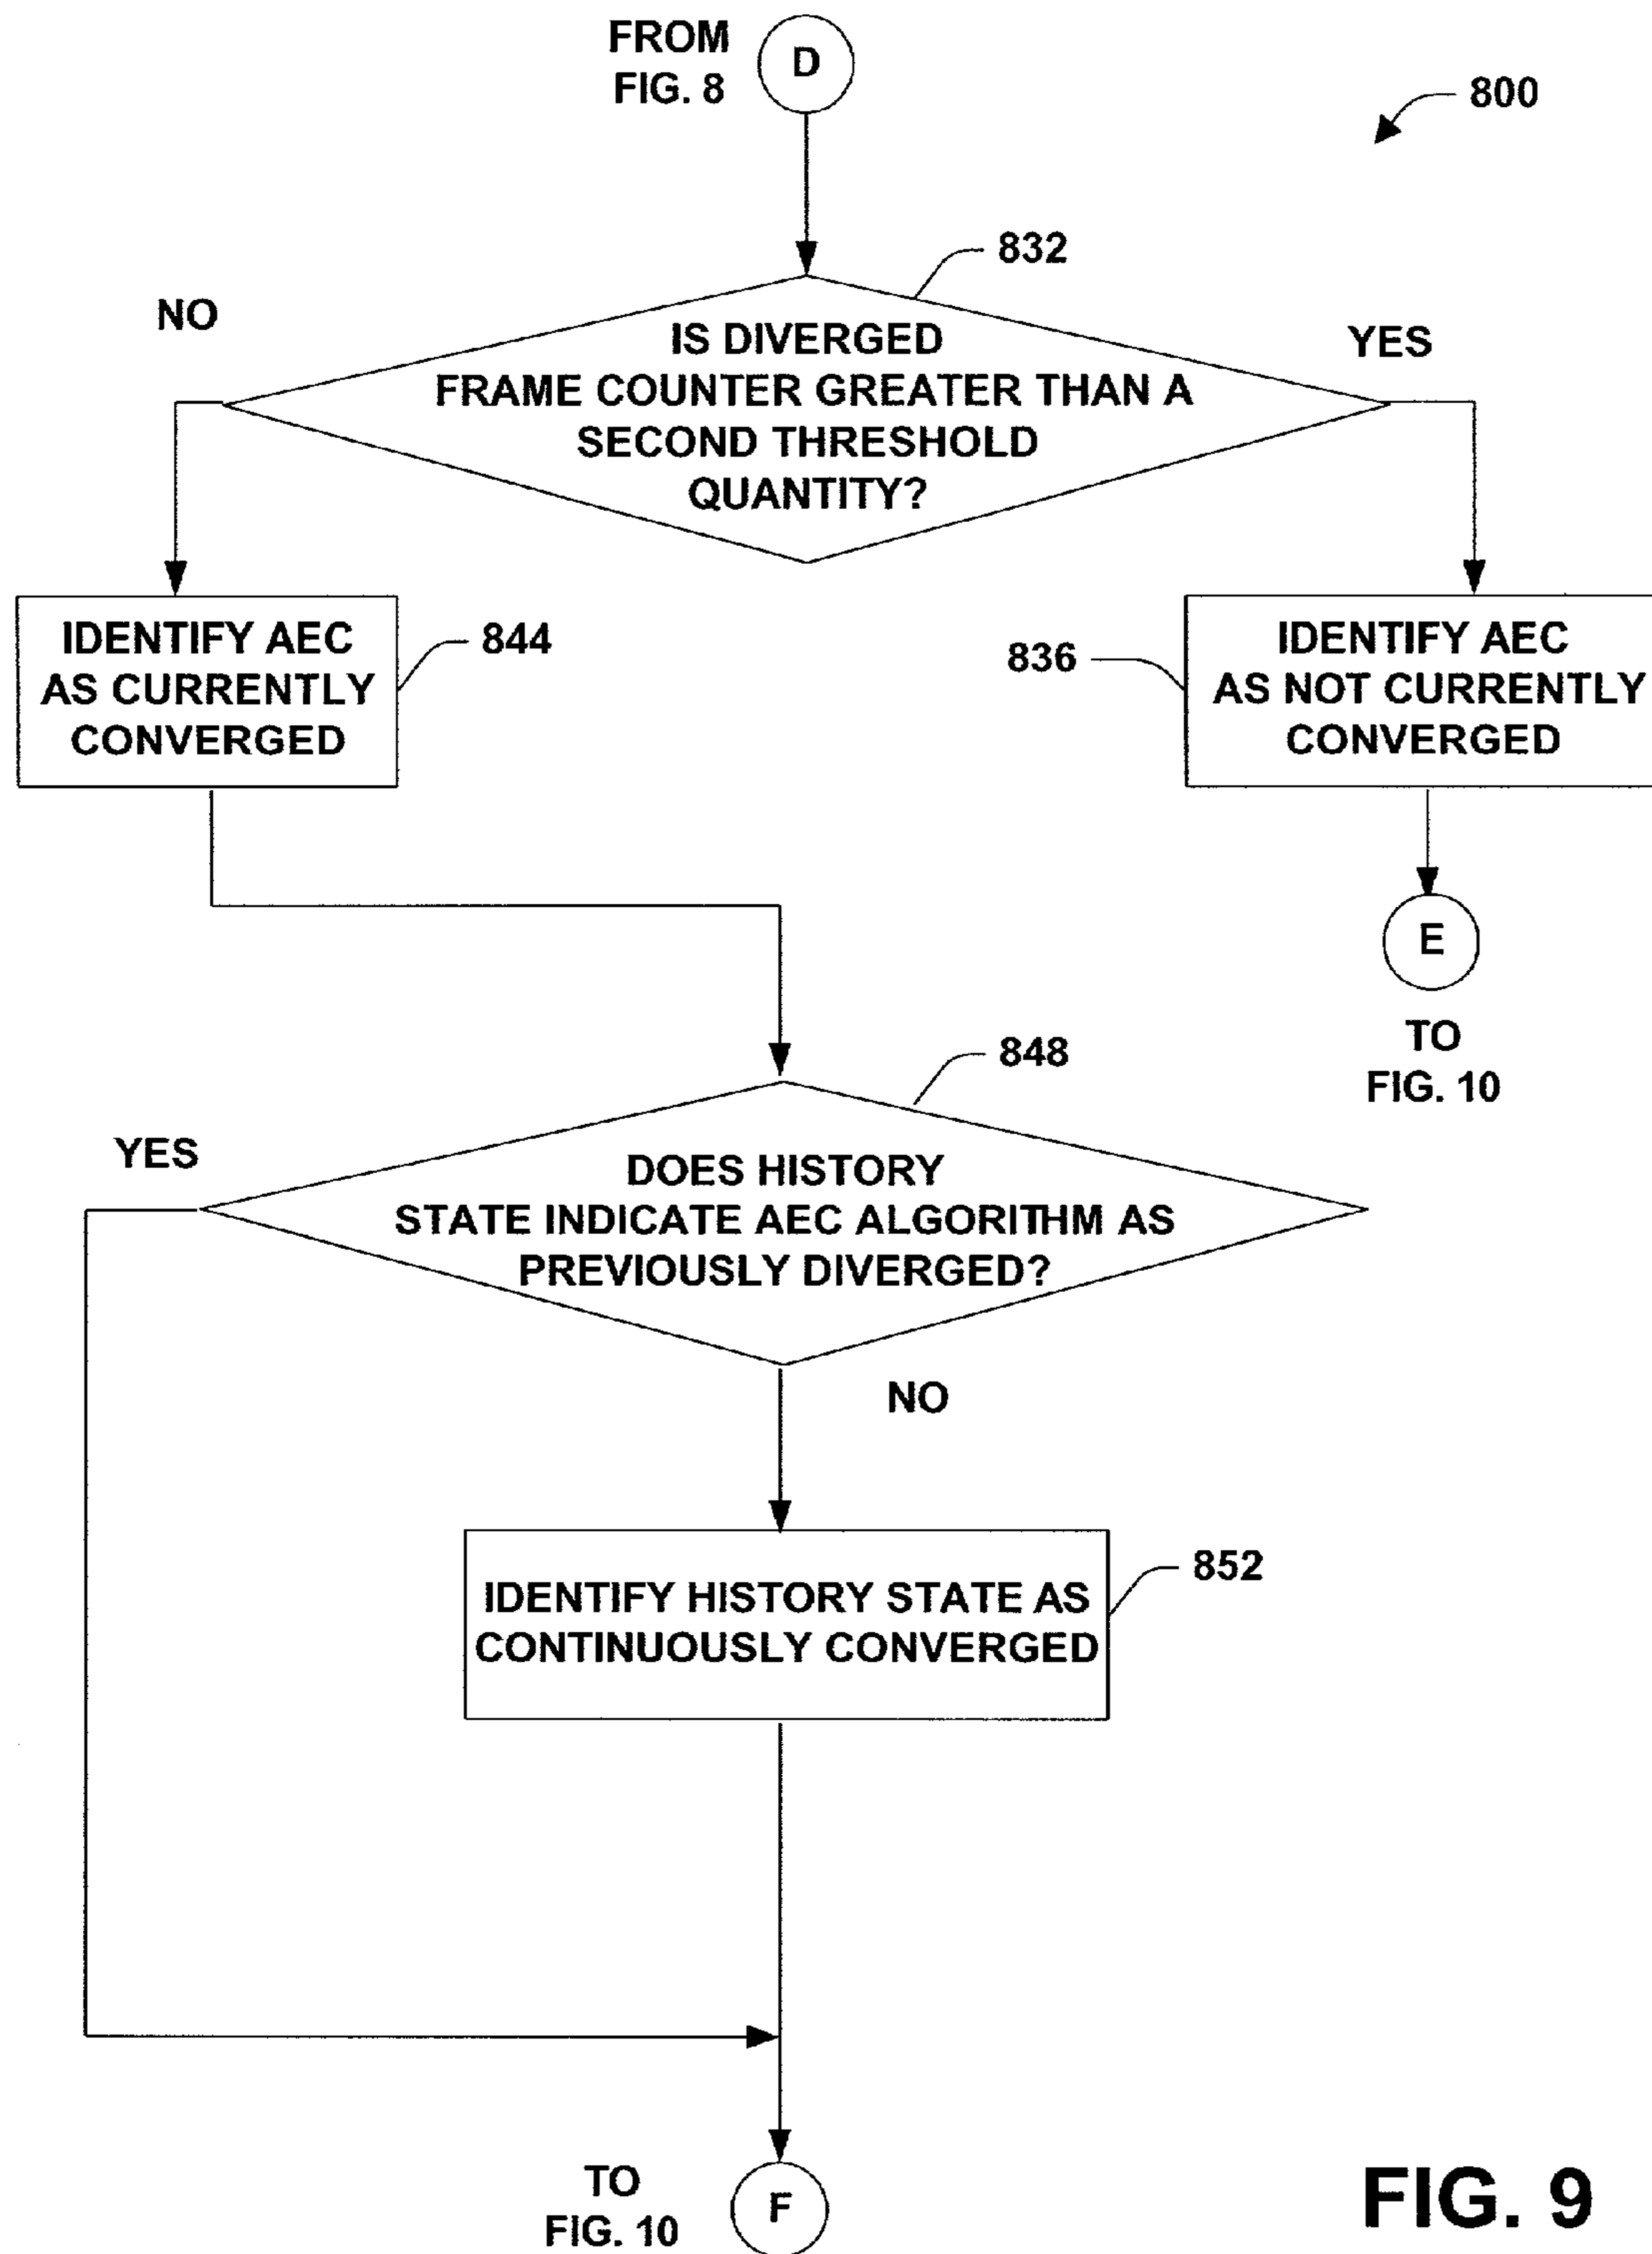 FROM
FIG. 8
D
800
832
NO
YES
IS DIVERGED
FRAME COUNTER GREATER THAN A
SECOND THRESHOLD
QUANTITY?
IDENTIFY AEC
AS CURRENTLY
CONVERGED
844
836
IDENTIFY AEC
AS NOT CURRENTLY
CONVERGED
E
TO
FIG. 10
848
YES
DOES HISTORY
STATE INDICATE AEC ALGORITHM AS
PREVIOUSLY DIVERGED?
NO
852
IDENTIFY HISTORY STATE AS
CONTINUOUSLY CONVERGED
TO
FIG. 10
F
FIG. 9